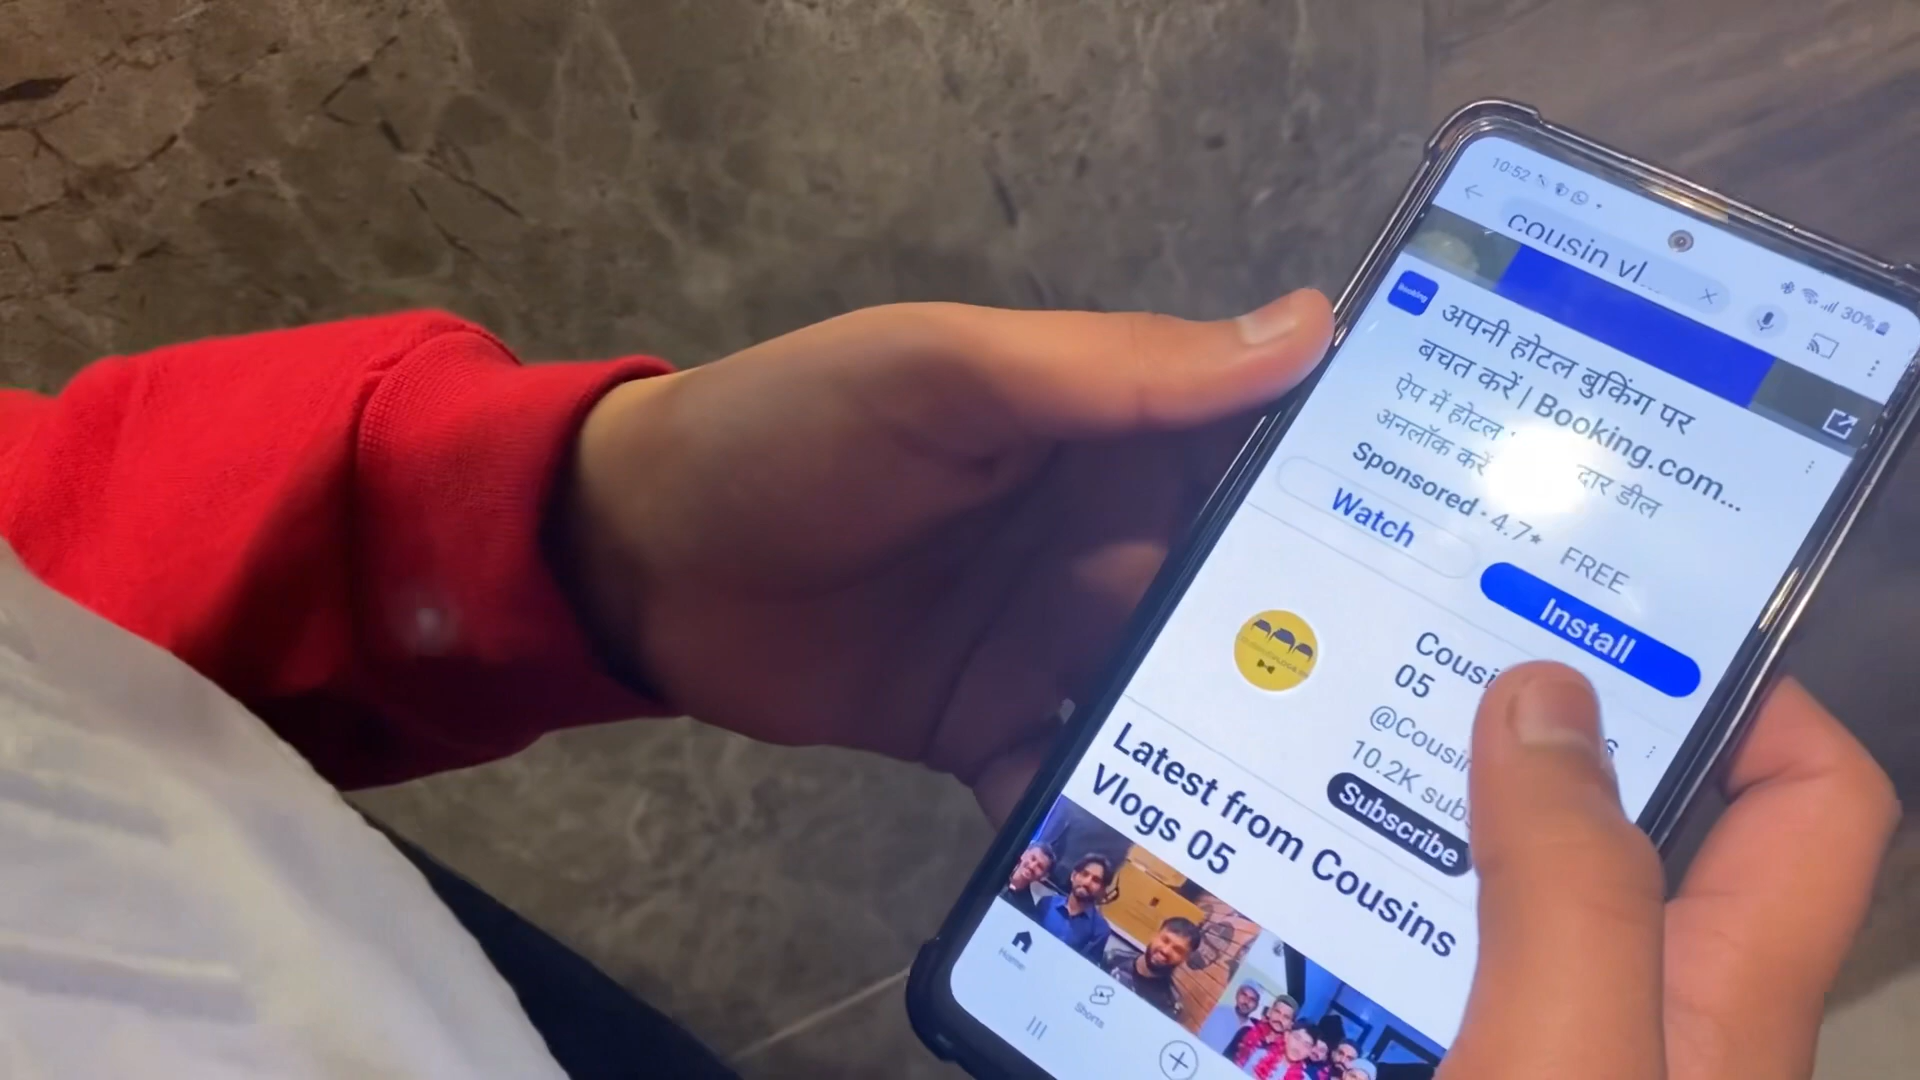 10:52
30%
cousin vl...
Booking
अपनी होटल बुकिंग पर
बचत करें | Booking.com...
ऐप में होटल
अनलॉक करें दार डील
Sponsored · 4.7★ FREE
Watch
Install
Cousi s
05
@Cousin
10.2K sub
Subscribe
Latest from Cousins
Vlogs 05
Home
Shorts